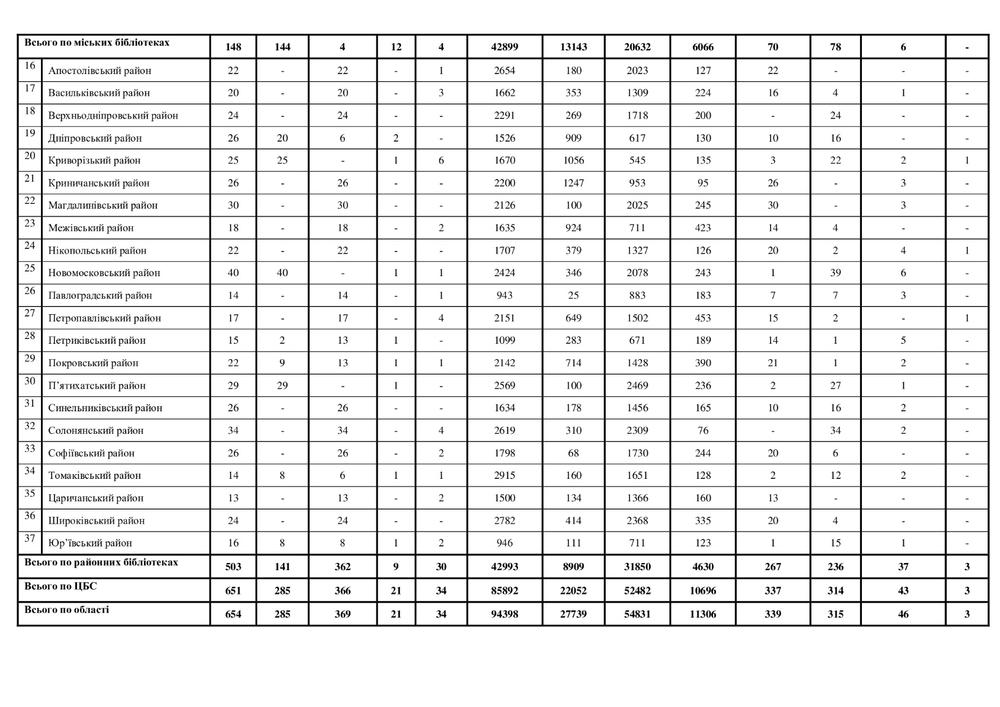 Всього по міських бібліотеках 148 144 4 12 4 42899 13143 20632 6066 70 78 6 -
16 Апостолівський район 22 - 22 - 1 2654 180 2023 127 22 - - -
17 Васильківський район 20 - 20 - 3 1662 353 1309 224 16 4 1 -
18 Верхньодніпровський район 24 - 24 - - 2291 269 1718 200 - 24 - -
19 Дніпровський район 26 20 6 2 - 1526 909 617 130 10 16 - -
20 Криворізький район 25 25 - 1 6 1670 1056 545 135 3 22 2 1
21 Криничанський район 26 - 26 - - 2200 1247 953 95 26 - 3 -
22 Магдалинівський район 30 - 30 - - 2126 100 2025 245 30 - 3 -
23 Межівський район 18 - 18 - 2 1635 924 711 423 14 4 - -
24 Нікопольський район 22 - 22 - - 1707 379 1327 126 20 2 4 1
25 Новомосковський район 40 40 - 1 1 2424 346 2078 243 1 39 6 -
26 Павлоградський район 14 - 14 - 1 943 25 883 183 7 7 3 -
27 Петропавлівський район 17 - 17 - 4 2151 649 1502 453 15 2 - 1
28 Петриківський район 15 2 13 1 - 1099 283 671 189 14 1 5 -
29 Покровський район 22 9 13 1 1 2142 714 1428 390 21 1 2 -
30 П’ятихатський район 29 29 - 1 - 2569 100 2469 236 2 27 1 -
31 Синельниківський район 26 - 26 - - 1634 178 1456 165 10 16 2 -
32 Солонянський район 34 - 34 - 4 2619 310 2309 76 - 34 2 -
33 Софіївський район 26 - 26 - 2 1798 68 1730 244 20 6 - -
34 Томаківський район 14 8 6 1 1 2915 160 1651 128 2 12 2 -
35 Царичанський район 13 - 13 - 2 1500 134 1366 160 13 - - -
36 Широківський район 24 - 24 - - 2782 414 2368 335 20 4 - -
37 Юр’ївський район 16 8 8 1 2 946 111 711 123 1 15 1 -
Всього по районних бібліотеках 503 141 362 9 30 42993 8909 31850 4630 267 236 37 3
Всього по ЦБС 651 285 366 21 34 85892 22052 52482 10696 337 314 43 3
Всього по області 654 285 369 21 34 94398 27739 54831 11306 339 315 46 3